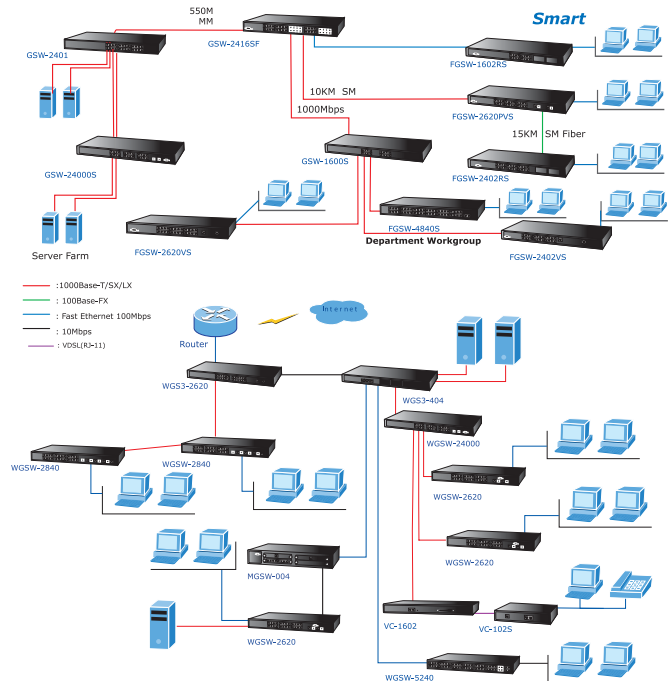 550M
MM
Smart
GSW-2401
GSW-2416SF
FGSW-1602RS
10KM SM
1000Mbps
FGSW-2620PVS
15KM SM Fiber
GSW-24000S
GSW-1600S
FGSW-2402RS
Server Farm
FGSW-2620VS
FGSW-4840S
Department Workgroup
FGSW-2402VS
:1000Base-T/SX/LX
: 100Base-FX
: Fast Ethernet 100Mbps
: 10Mbps
: VDSL(RJ-11)
Internet
Router
WGS3-2620
WGS3-404
WGSW-24000
WGSW-2840
WGSW-2840
WGSW-2620
WGSW-2620
MGSW-004
WGSW-2620
VC-1602
VC-102S
WGSW-5240